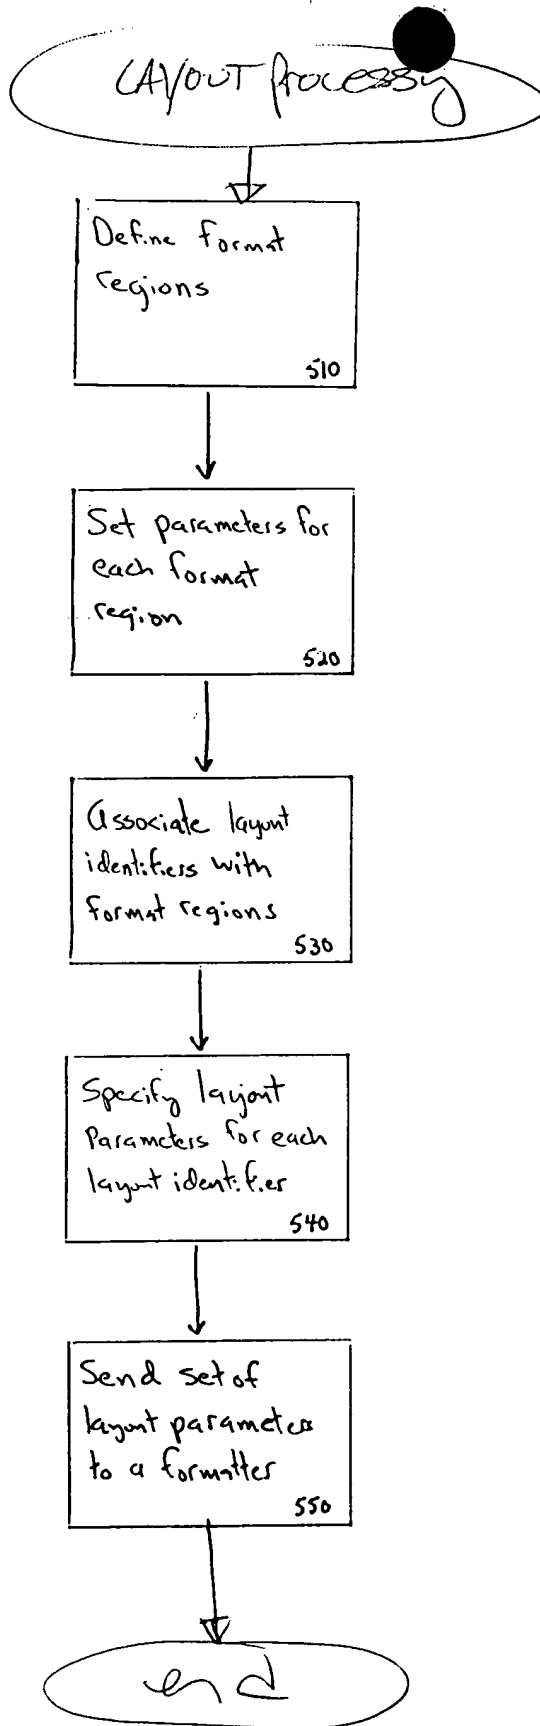 LAYOUT Processy
Define format
regions
510
Set parameters for
each format
region
520
Associate layout
identifiers with
format regions
530
Specify layout
Parameters for each
layout identifier
540
Send set of
layout parameters
to a formatter
550
end